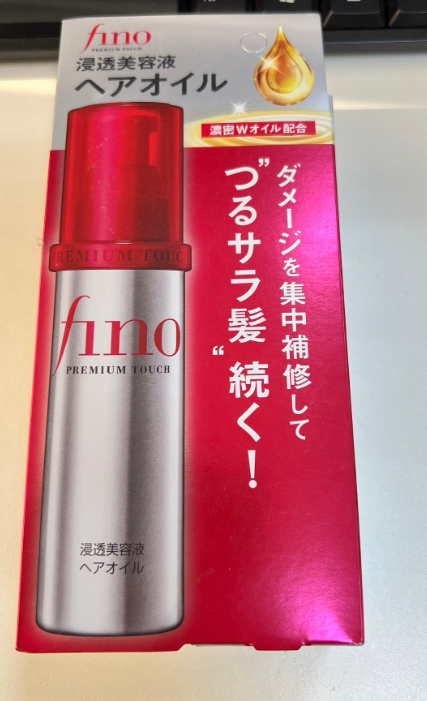 fino
PREMIUM TOUCH
浸透美容液
ヘアオイル
濃密Wオイル配合
ダメージを集中補修して
"つるサラ髪"続く!
PREMIUM TOUC
fino
PREMIUM TOUCH
浸透美容液
ヘアオイル